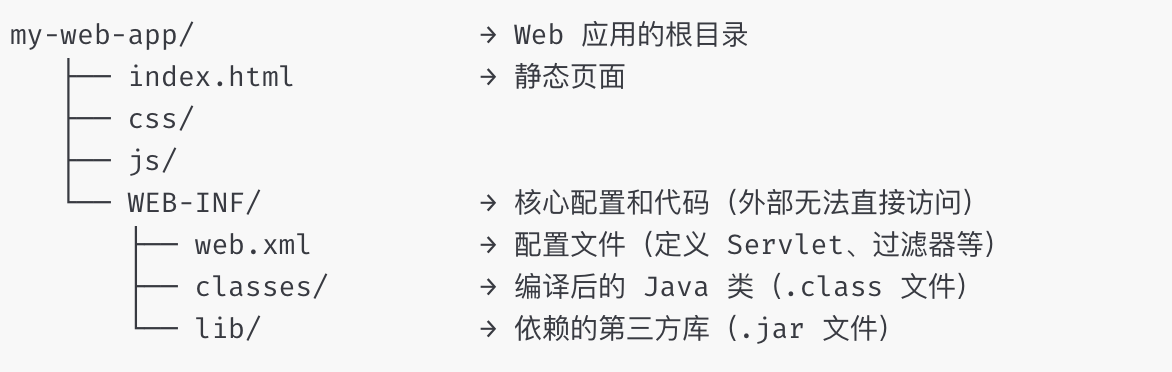 my-web-app/ → Web 应用的根目录
├── index.html → 静态页面
├── css/
├── js/
└── WEB-INF/ → 核心配置和代码（外部无法直接访问）
    ├── web.xml → 配置文件（定义 Servlet、过滤器等）
    ├── classes/ → 编译后的 Java 类（.class 文件）
    └── lib/ → 依赖的第三方库（.jar 文件）